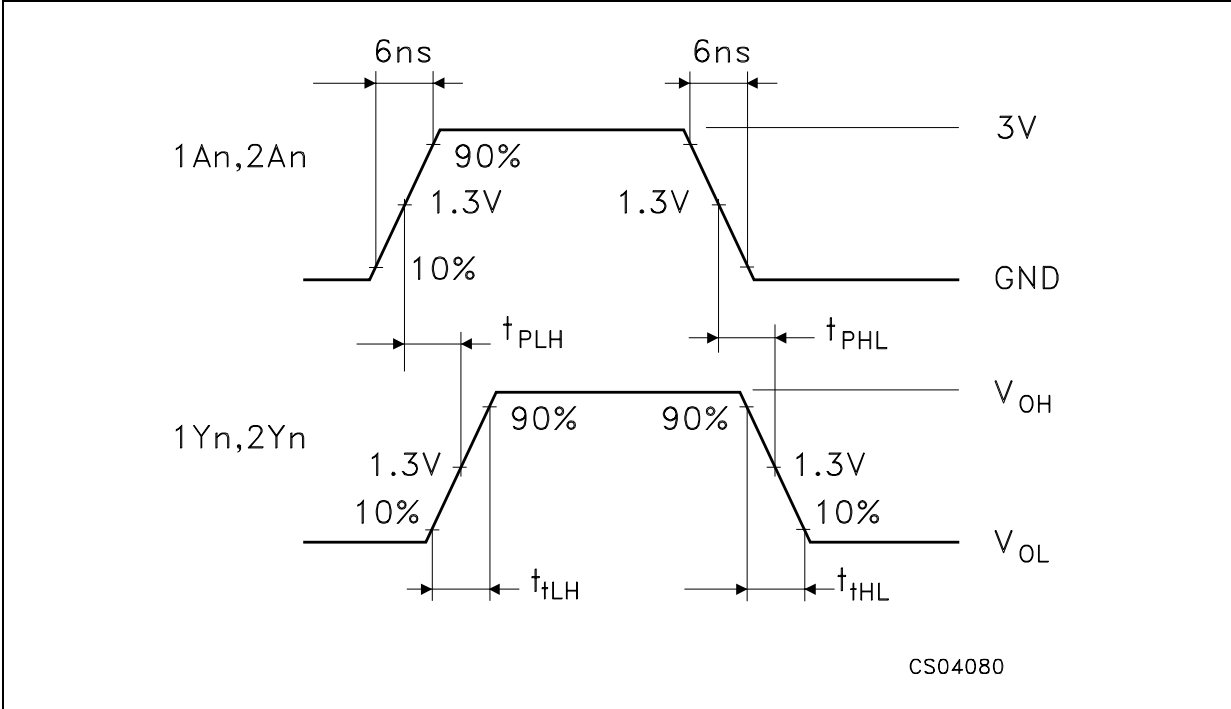 6ns 6ns
3V
1An,2An 90%
1.3V 1.3V
10% GND
tPLH tPHL
VOH
90% 90%
1Yn,2Yn
1.3V 1.3V
10% 10%
VOL
ttLH ttHL
CS04080